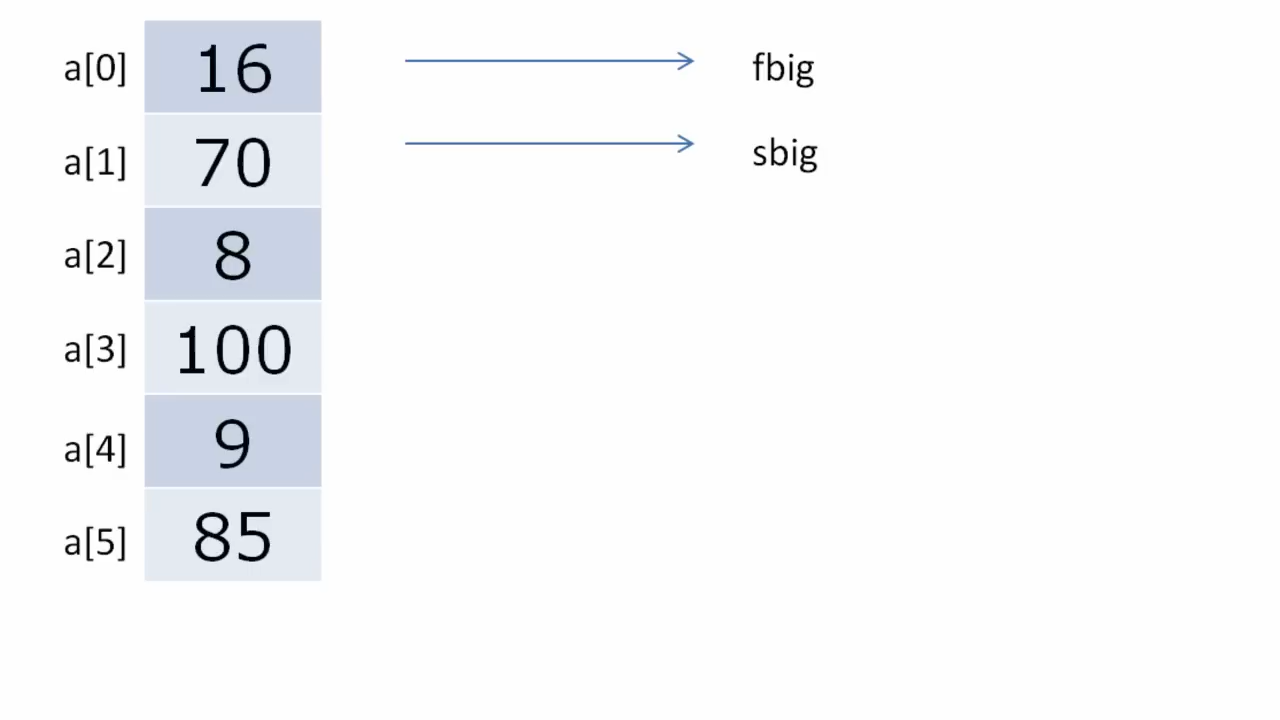 a[0] 16 fbig
a[1] 70 sbig
a[2] 8
a[3] 100
a[4] 9
a[5] 85